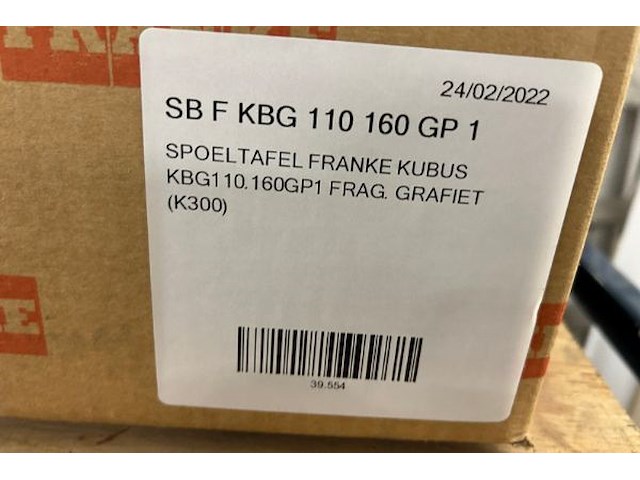 FRANKE
24/02/2022
SB F KBG 110 160 GP 1
SPOELTAFEL FRANKE KUBUS
KBG110.160GP1 FRAG. GRAFIET
(K300)
39.554